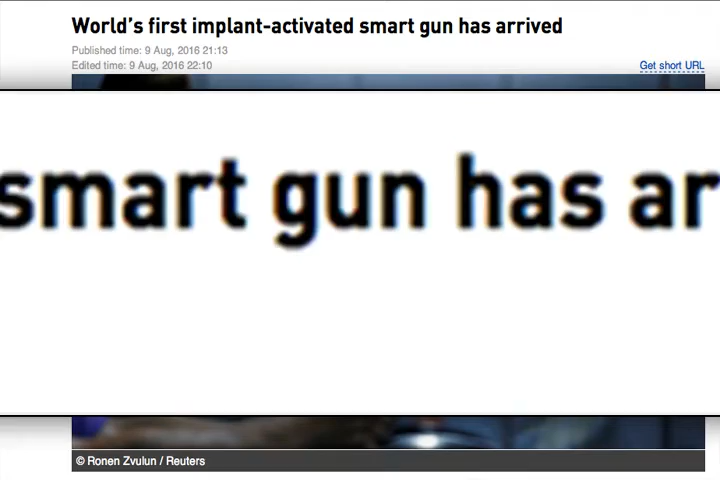 World's first implant-activated smart gun has arrived
Published time: 9 Aug, 2016 21:13
Edited time: 9 Aug, 2016 22:10
Get short URL
smart gun has ar
© Ronen Zvulun / Reuters